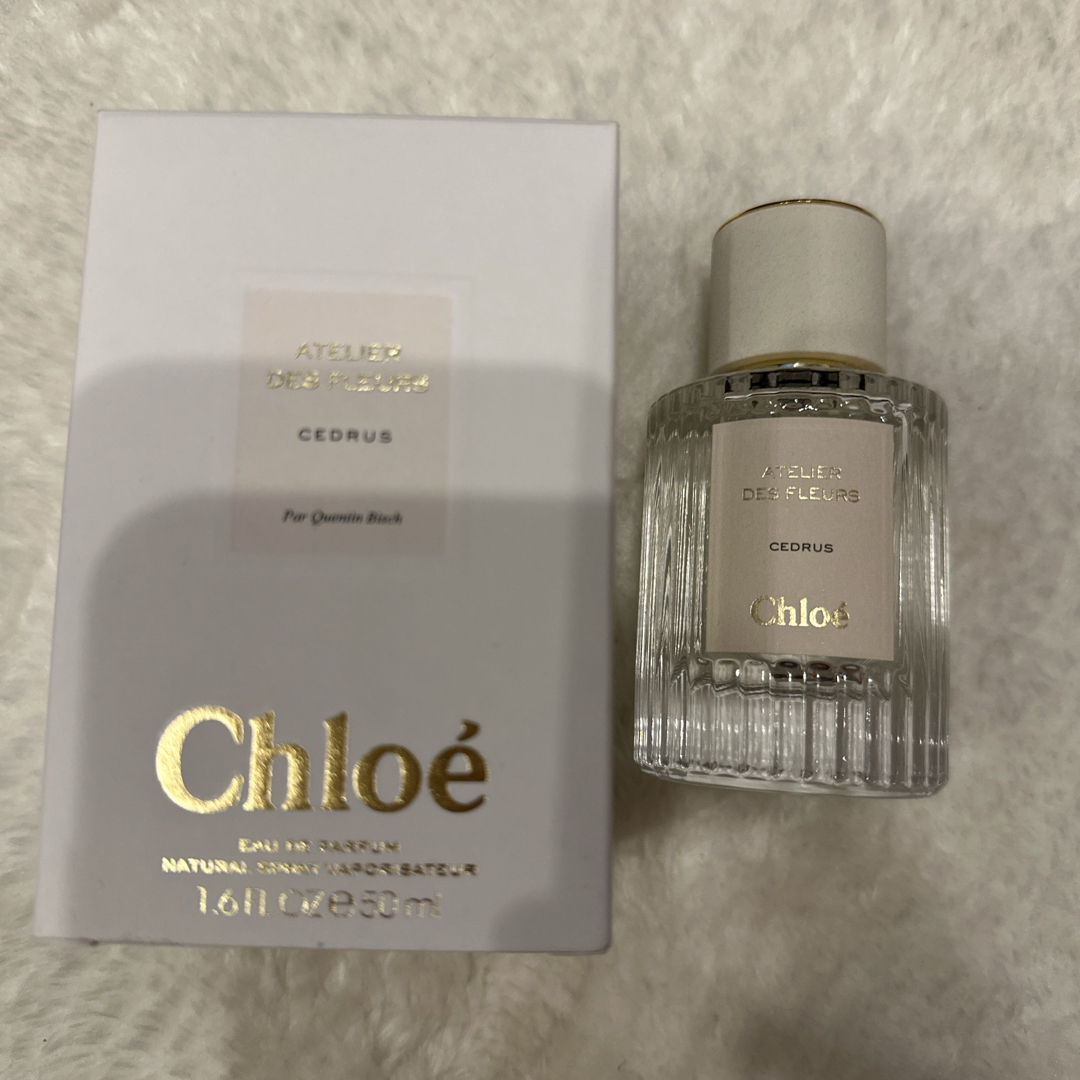 ATELIER
DES FLEURS
CEDRUS
Par Quentin Bisch
Chloé
EAU DE PARFUM
NATURAL SPRAY VAPORISATEUR
1.6 fl OZ e 50 ml
ATELIER
DES FLEURS
CEDRUS
Chloé